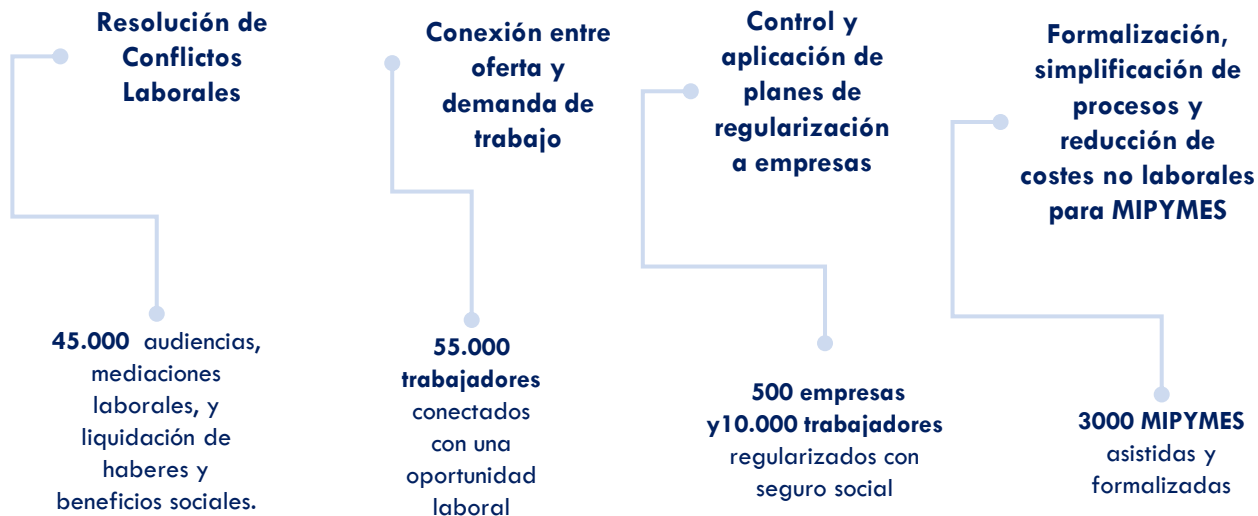 Resolución de
Conflictos
Laborales
45.000 audiencias,
mediaciones
laborales, y
liquidación de
haberes y
beneficios sociales.
Conexión entre
oferta y
demanda de
trabajo
55.000
trabajadores
conectados
con una
oportunidad
laboral
Control y
aplicación de
planes de
regularización
a empresas
500 empresas
y10.000 trabajadores
regularizados con
seguro social
Formalización,
simplificación de
procesos y
reducción de
costes no laborales
para MIPYMES
3000 MIPYMES
asistidas y
formalizadas